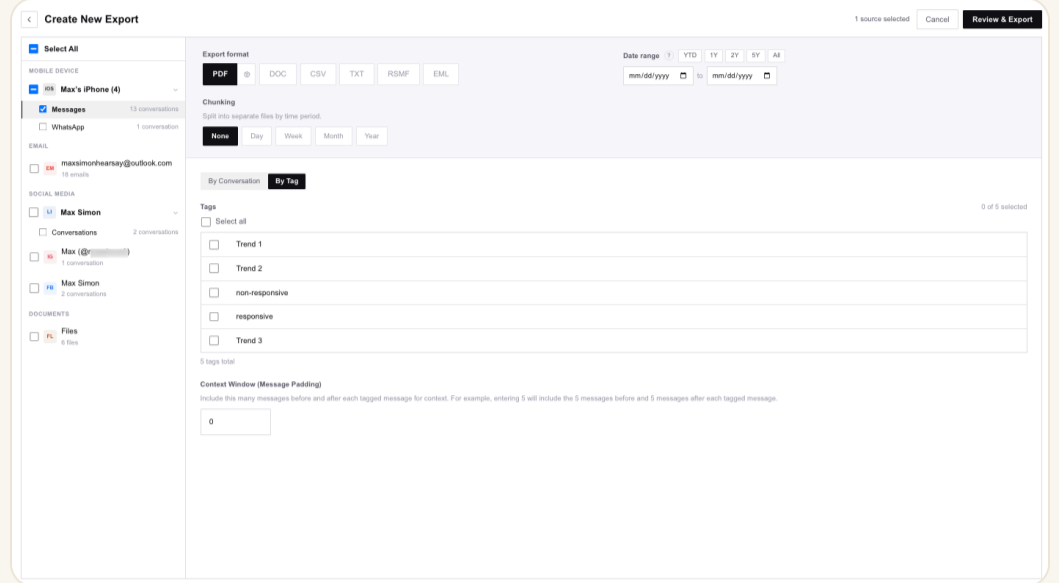 Create New Export
1 source selected
Cancel
Review & Export
Select All
MOBILE DEVICE
iOS Max's iPhone (4)
Messages 13 conversations
WhatsApp 1 conversation
EMAIL
EM maxsimonhearsay@outlook.com
18 emails
SOCIAL MEDIA
LI Max Simon
Conversations 2 conversations
IG Max (@r )
1 conversation
FB Max Simon
2 conversations
DOCUMENTS
FL Files
6 files
Export format
PDF DOC CSV TXT RSMF EML
Date range ? YTD 1Y 2Y 5Y All
mm/dd/yyyy to mm/dd/yyyy
Chunking
Split into separate files by time period.
None Day Week Month Year
By Conversation By Tag
Tags 0 of 5 selected
Select all
Trend 1
Trend 2
non-responsive
responsive
Trend 3
5 tags total
Context Window (Message Padding)
Include this many messages before and after each tagged message for context. For example, entering 5 will include the 5 messages before and 5 messages after each tagged message.
0